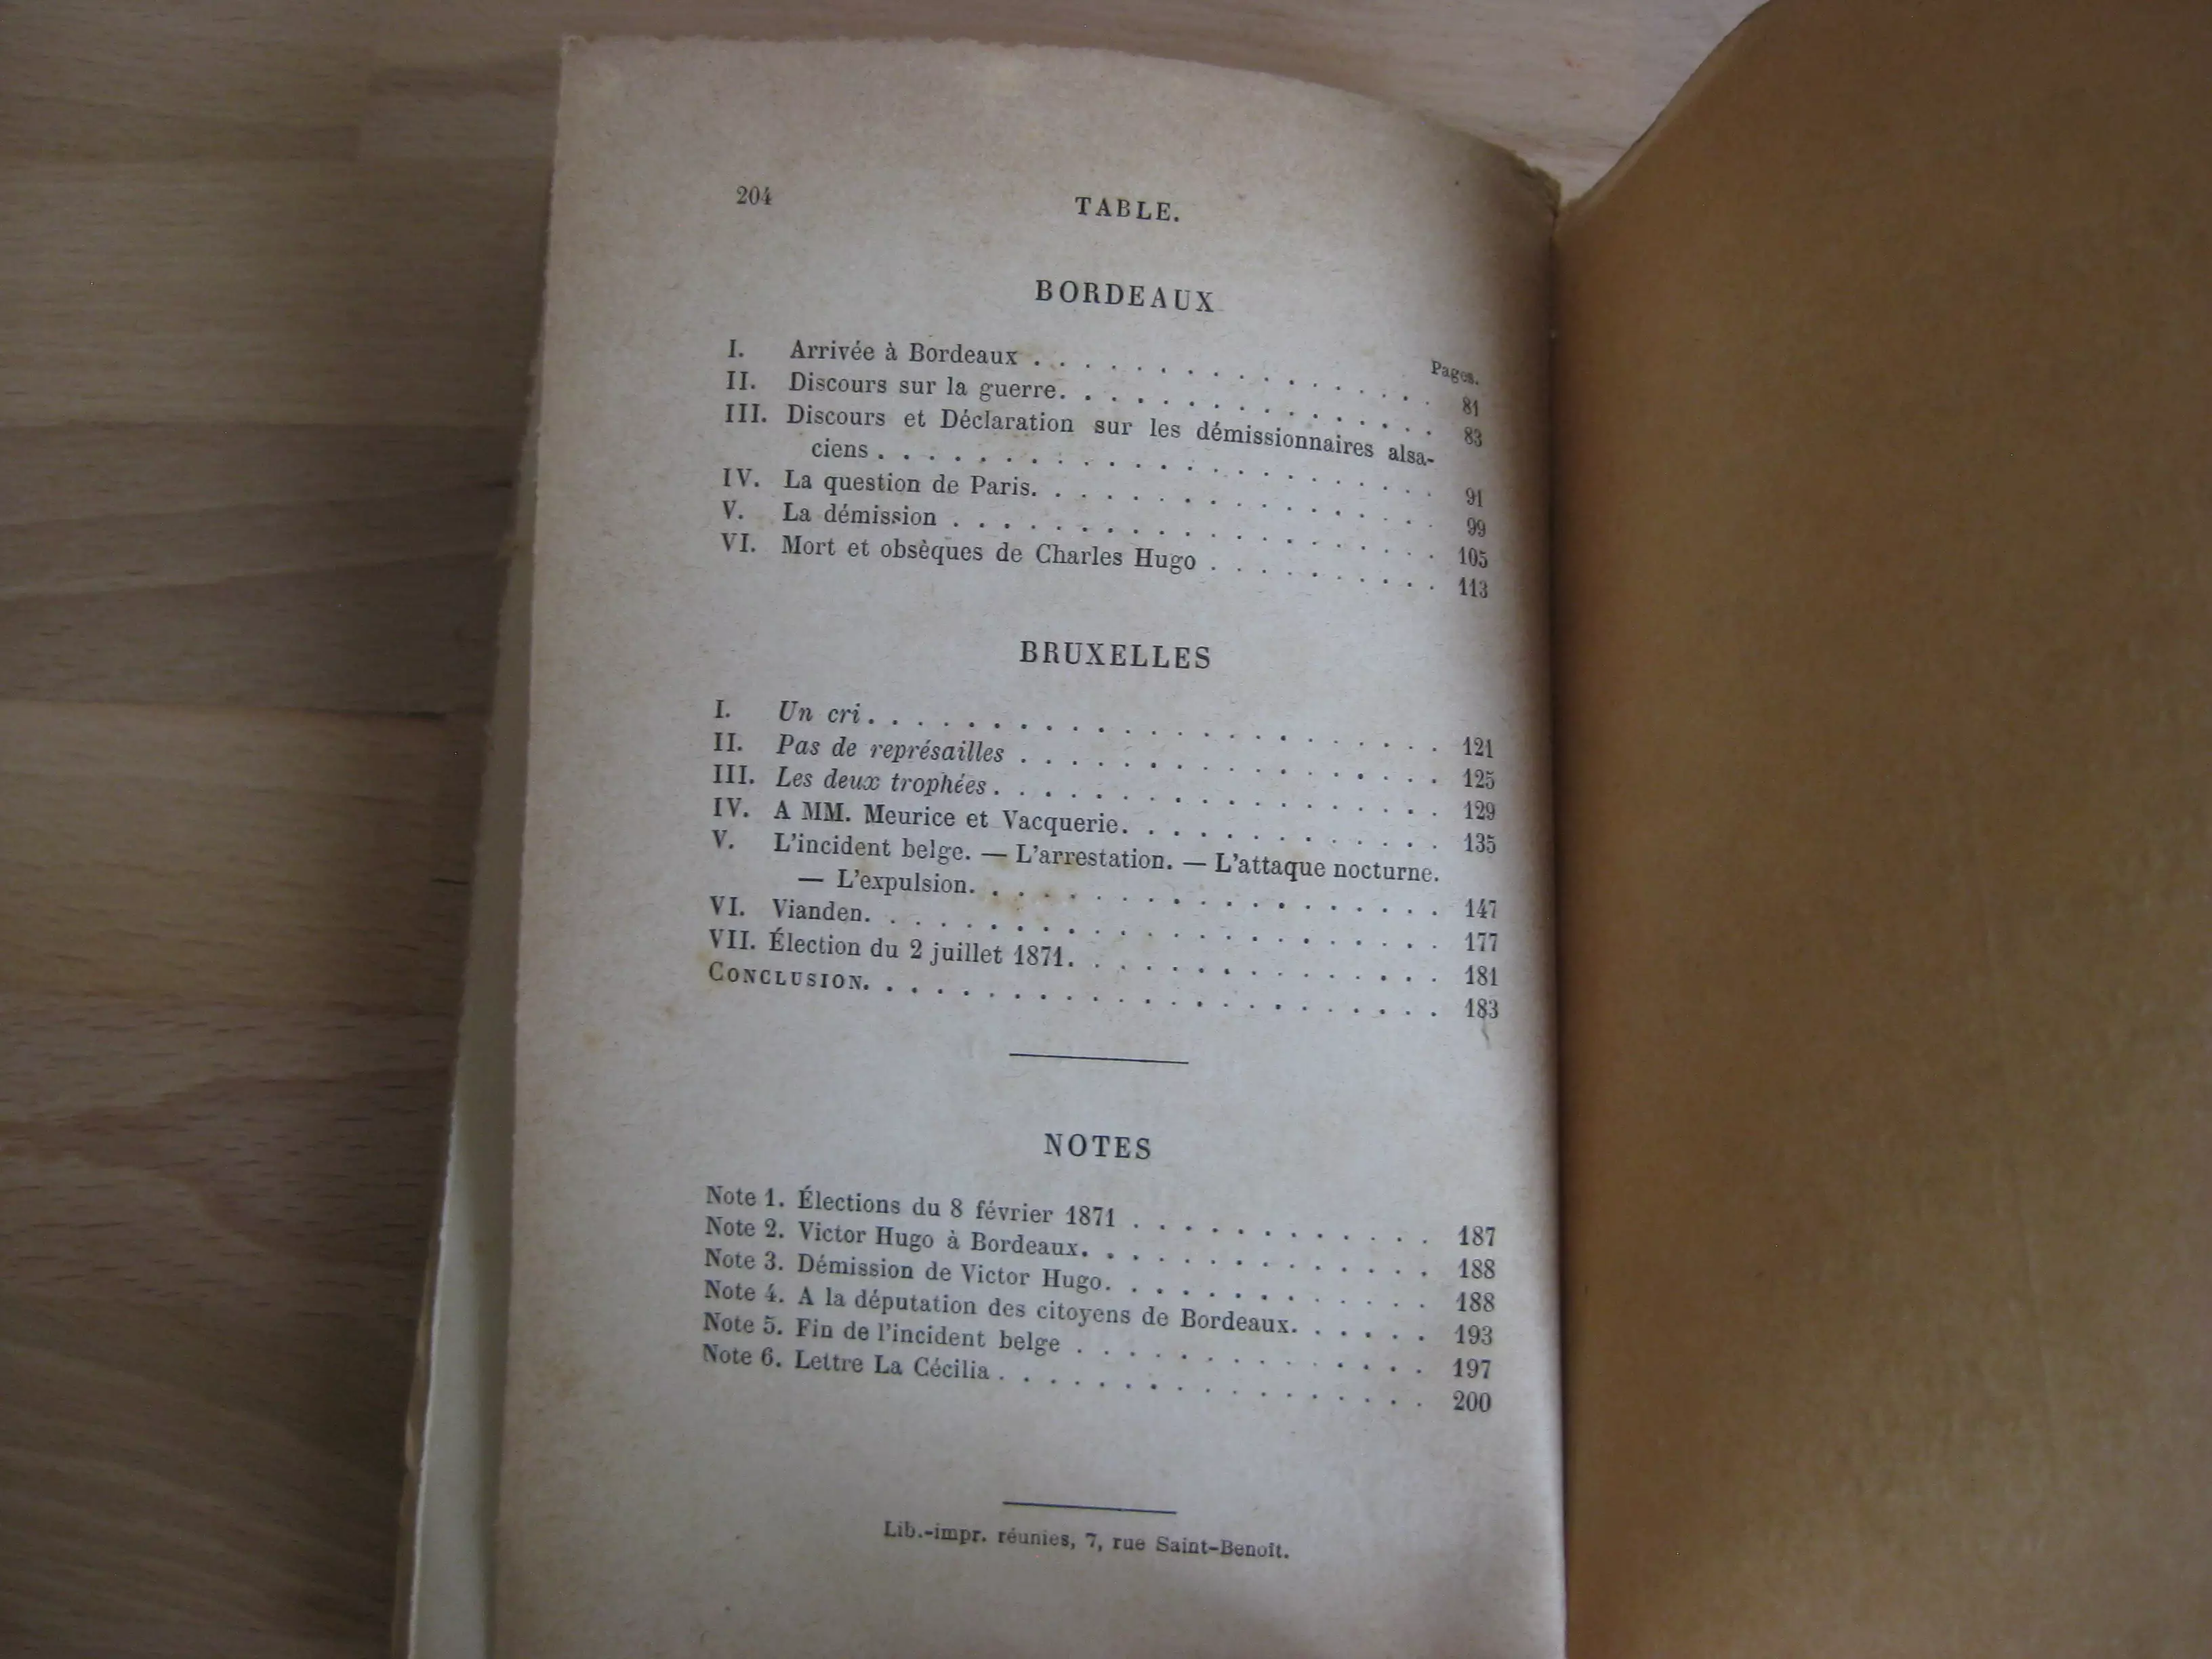 204
TABLE.
BORDEAUX
Pages.
I. Arrivée à Bordeaux . . . . . . . . . . . . . . . . 81
II. Discours sur la guerre. . . . . . . . . . . . . . . . 83
III. Discours et Déclaration sur les démissionnaires alsa-
ciens . . . . . . . . . . . . . . . . . . . . . . 91
IV. La question de Paris. . . . . . . . . . . . . . . . . 99
V. La démission . . . . . . . . . . . . . . . . . . . . 105
VI. Mort et obsèques de Charles Hugo . . . . . . . . . . 113
BRUXELLES
I. Un cri. . . . . . . . . . . . . . . . . . . . . . . 121
II. Pas de représailles . . . . . . . . . . . . . . . . . 125
III. Les deux trophées. . . . . . . . . . . . . . . . . . 129
IV. A MM. Meurice et Vacquerie. . . . . . . . . . . . . 135
V. L'incident belge. — L'arrestation. — L'attaque nocturne.
— L'expulsion. . . . . . . . . . . . . . . . . . . 147
VI. Vianden. . . . . . . . . . . . . . . . . . . . . . . 177
VII. Élection du 2 juillet 1871. . . . . . . . . . . . . . . 181
CONCLUSION. . . . . . . . . . . . . . . . . . . . . . . 183
NOTES
Note 1. Élections du 8 février 1871 . . . . . . . . . . . . 187
Note 2. Victor Hugo à Bordeaux. . . . . . . . . . . . . . 188
Note 3. Démission de Victor Hugo. . . . . . . . . . . . . 188
Note 4. A la députation des citoyens de Bordeaux. . . . . . 193
Note 5. Fin de l'incident belge . . . . . . . . . . . . . . 197
Note 6. Lettre La Cécilia . . . . . . . . . . . . . . . . . 200
Lib.-impr. réunies, 7, rue Saint-Benoît.